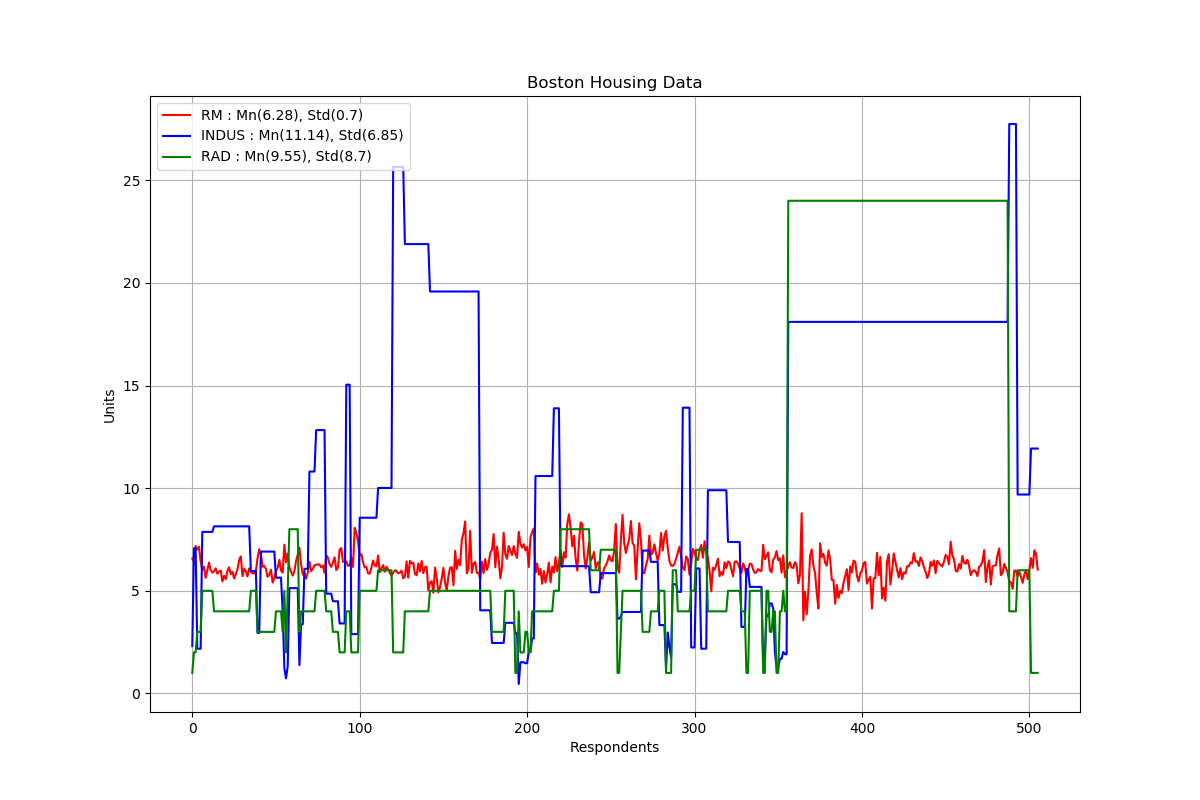 Boston Housing Data
RM : Mn(6.28), Std(0.7)
INDUS : Mn(11.14), Std(6.85)
RAD : Mn(9.55), Std(8.7)
25
20
15
10
5
0
Units
0 100 200 300 400 500
Respondents